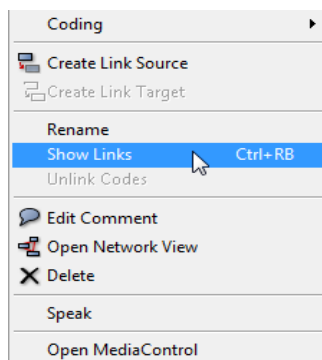 Coding
Create Link Source
Create Link Target
Rename
Show Links Ctrl+RB
Unlink Codes
Edit Comment
Open Network View
Delete
Speak
Open MediaControl